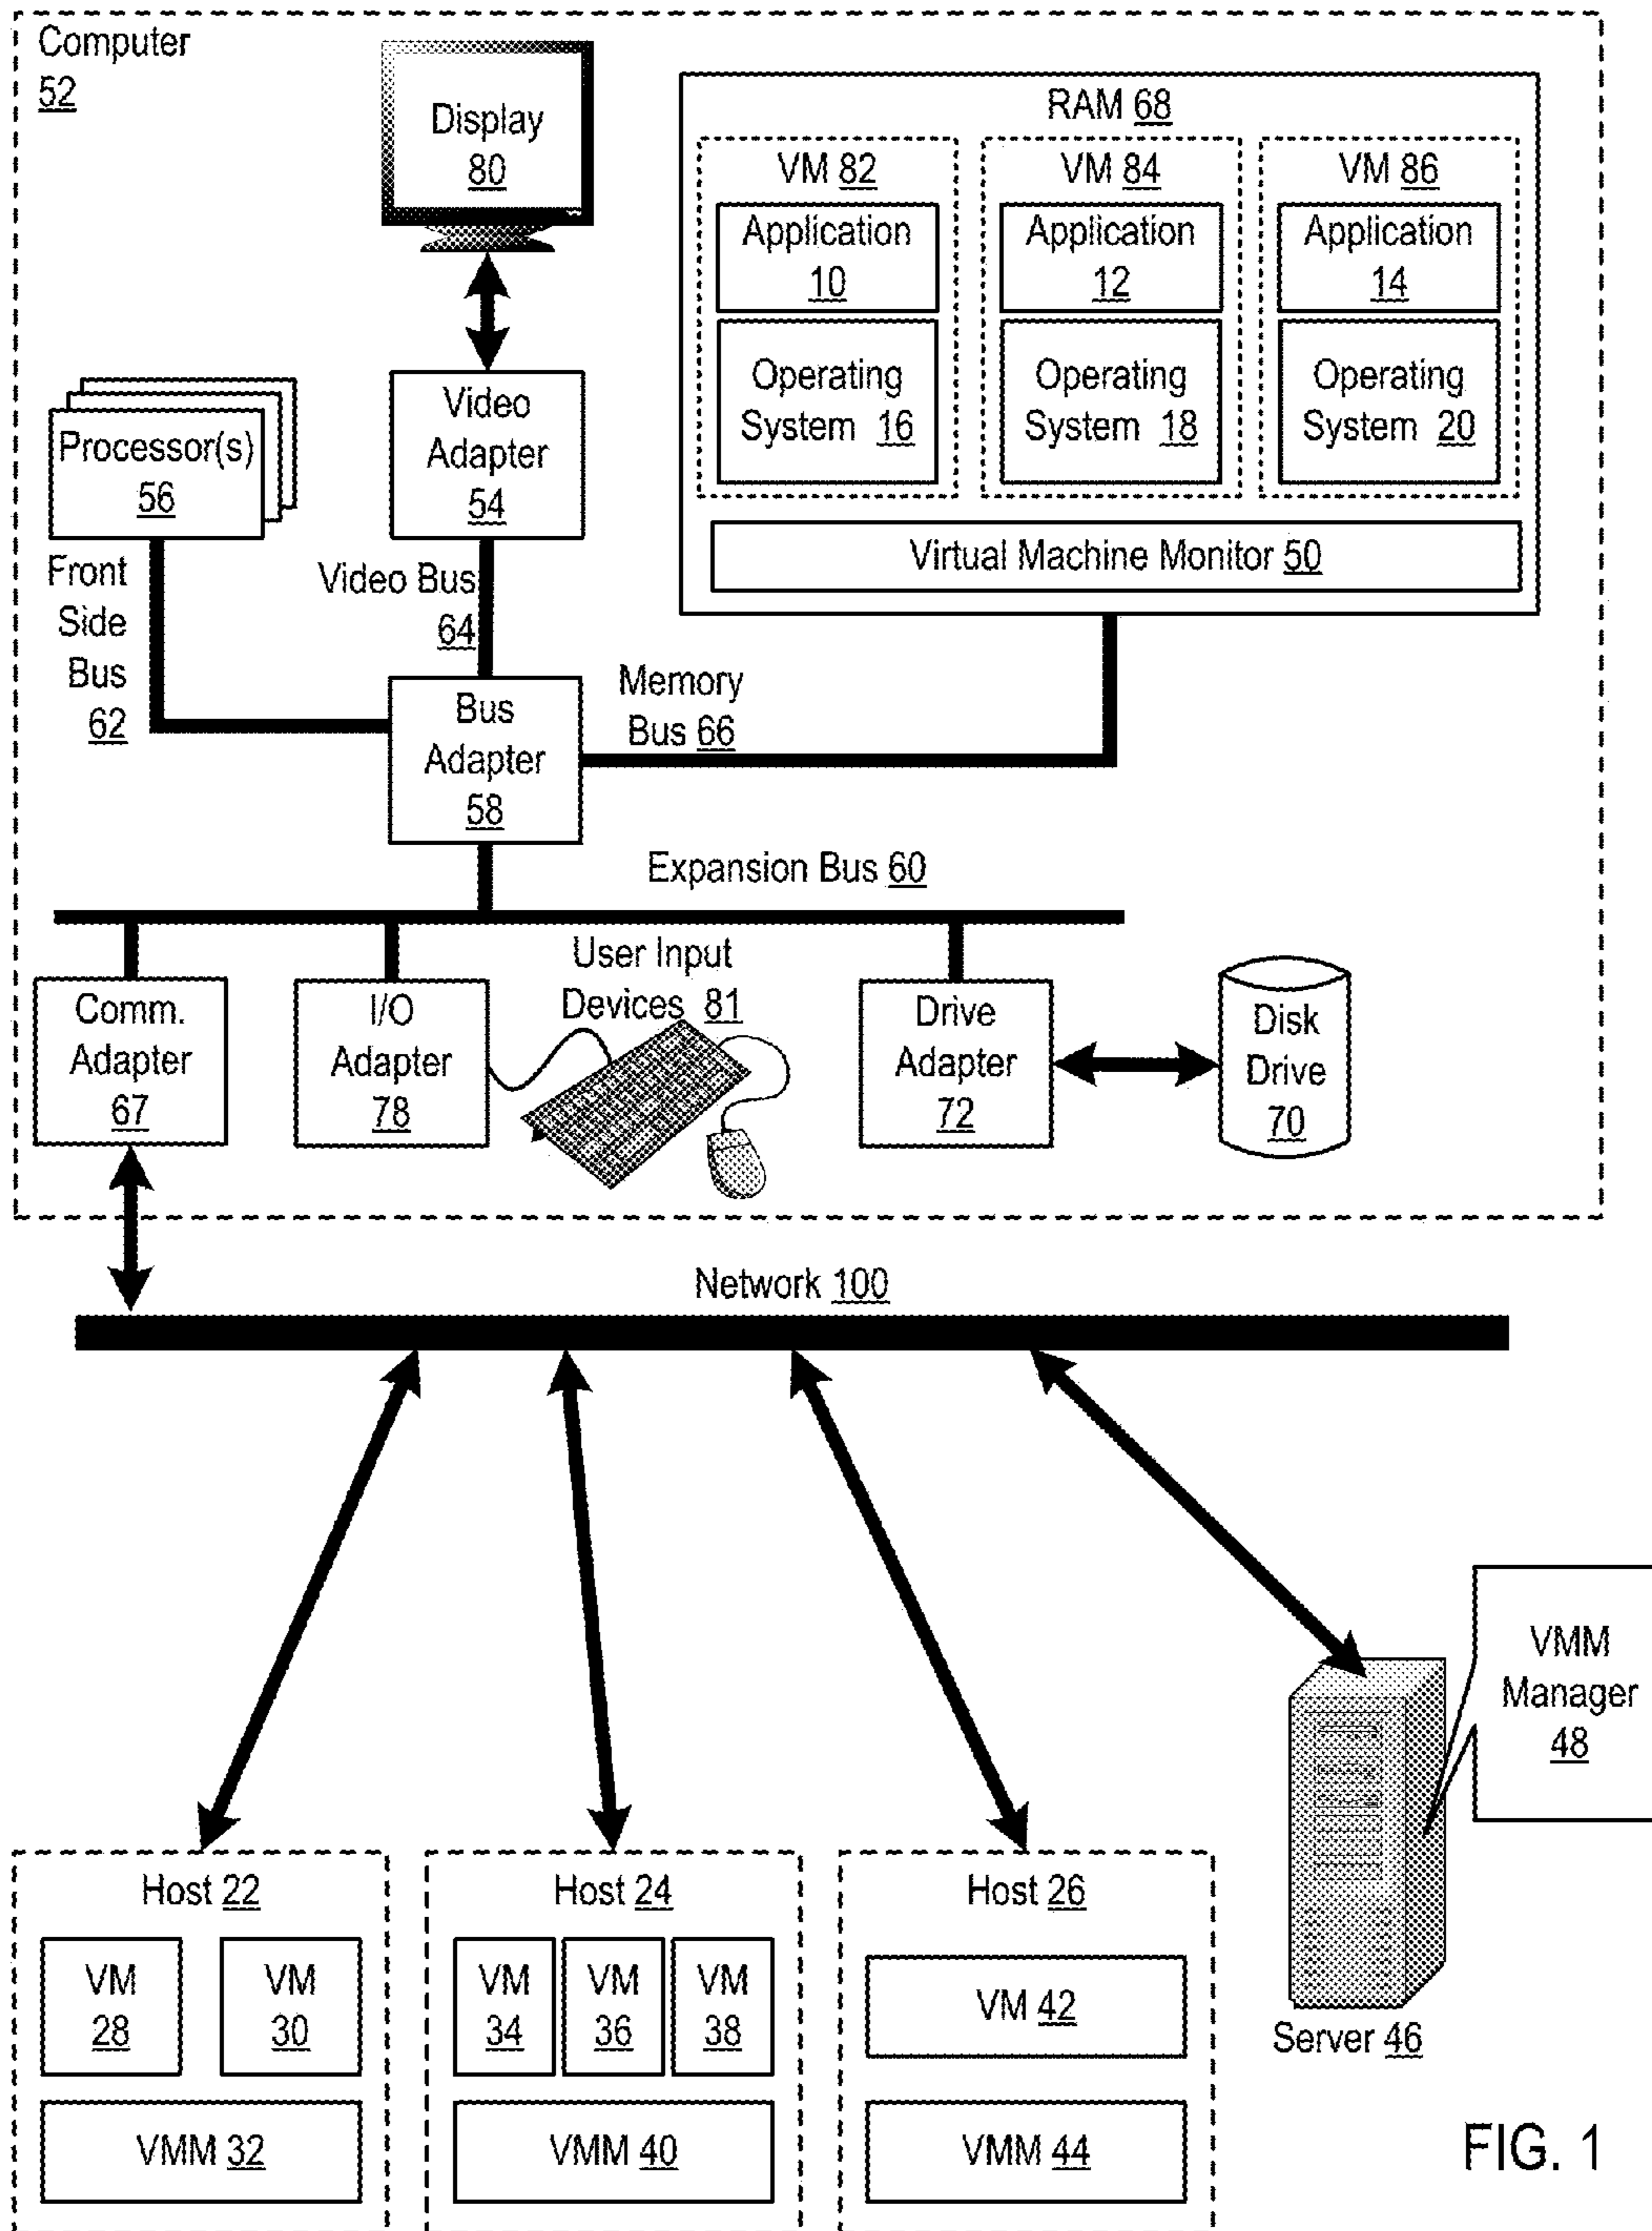 Computer
52
Display
80
RAM 68
VM 82
Application
10
Operating
System 16
VM 84
Application
12
Operating
System 18
VM 86
Application
14
Operating
System 20
Virtual Machine Monitor 50
Processor(s)
56
Video
Adapter
54
Front
Side
Bus
62
Video Bus
64
Bus
Adapter
58
Memory
Bus 66
Expansion Bus 60
Comm.
Adapter
67
I/O
Adapter
78
User Input
Devices 81
Drive
Adapter
72
Disk
Drive
70
Network 100
VMM
Manager
48
Server 46
Host 22
VM
28
VM
30
VMM 32
Host 24
VM
34
VM
36
VM
38
VMM 40
Host 26
VM 42
VMM 44
FIG. 1